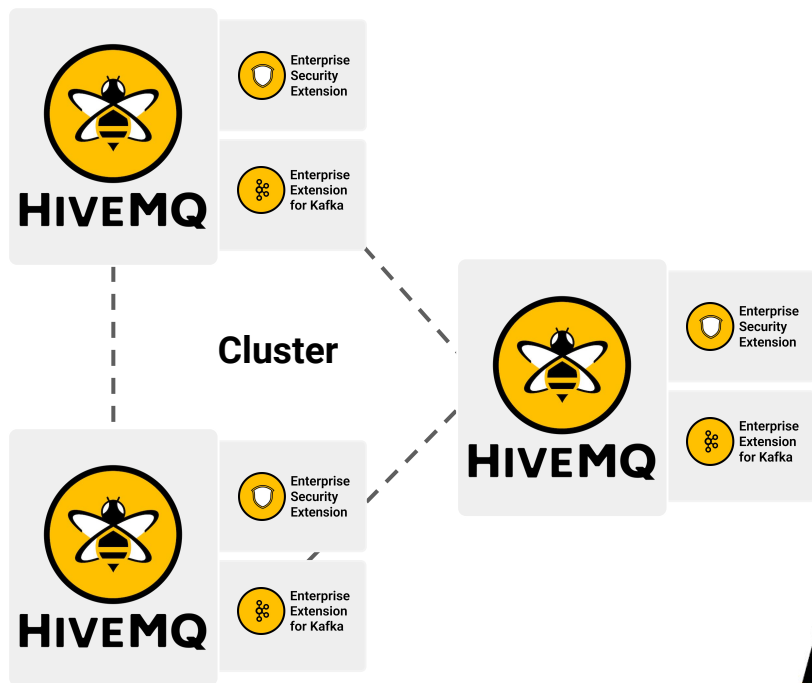 Enterprise
Security
Extension
HIVEMQ
Enterprise
Extension
for Kafka
Cluster
Enterprise
Security
Extension
HIVEMQ
Enterprise
Extension
for Kafka
Enterprise
Security
Extension
HIVEMQ
Enterprise
Extension
for Kafka